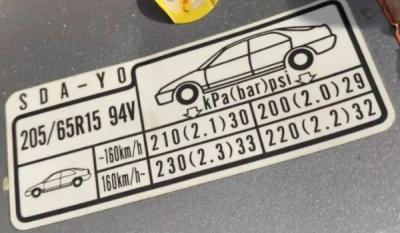 SDA-Y0
205/65R15 94V
kPa(bar)psi
~160km/h 210(2.1)30 200(2.0)29
160km/h~ 230(2.3)33 220(2.2)32